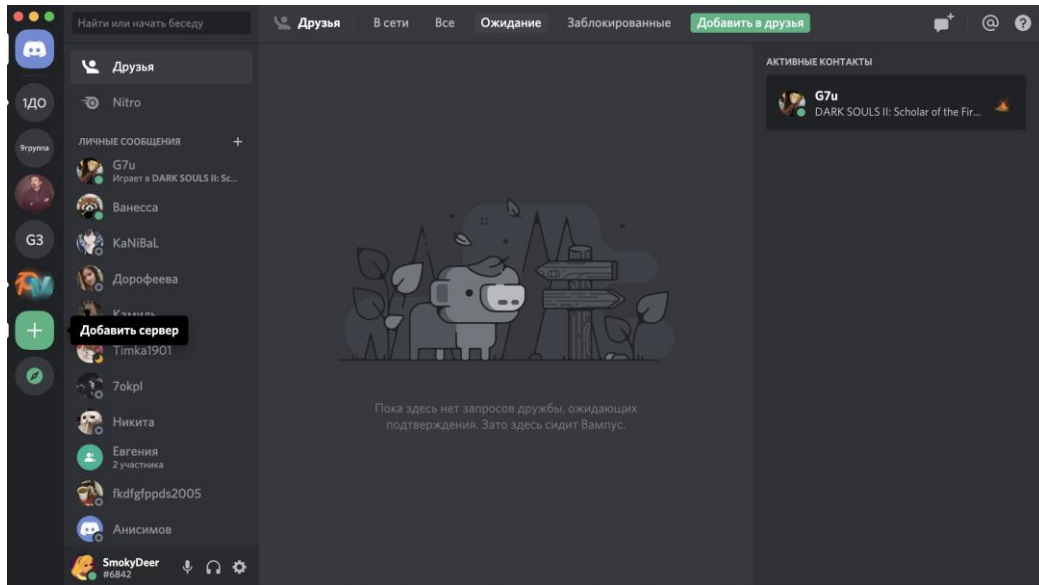 Найти или начать беседу
Друзья
В сети
Все
Ожидание
Заблокированные
Добавить в друзья
1ДО
9группа
G3
Друзья
Nitro
ЛИЧНЫЕ СООБЩЕНИЯ
G7u
Играет в DARK SOULS II: Sc...
Ванесса
KaNiBaL
Дорофеева
Камиль
Добавить сервер
Timka1901
7okpl
Никита
Евгения
2 участника
fkdfgfppds2005
Анисимов
SmokyDeer
#6842
Пока здесь нет запросов дружбы, ожидающих
подтверждения. Зато здесь сидит Вампус.
АКТИВНЫЕ КОНТАКТЫ
G7u
DARK SOULS II: Scholar of the Fir...